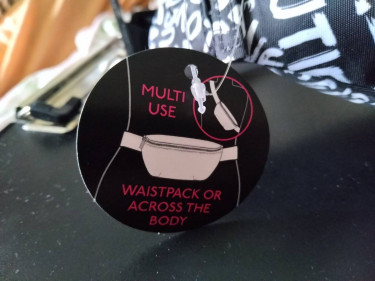 MULTI
USE
WAISTPACK OR
ACROSS THE
BODY